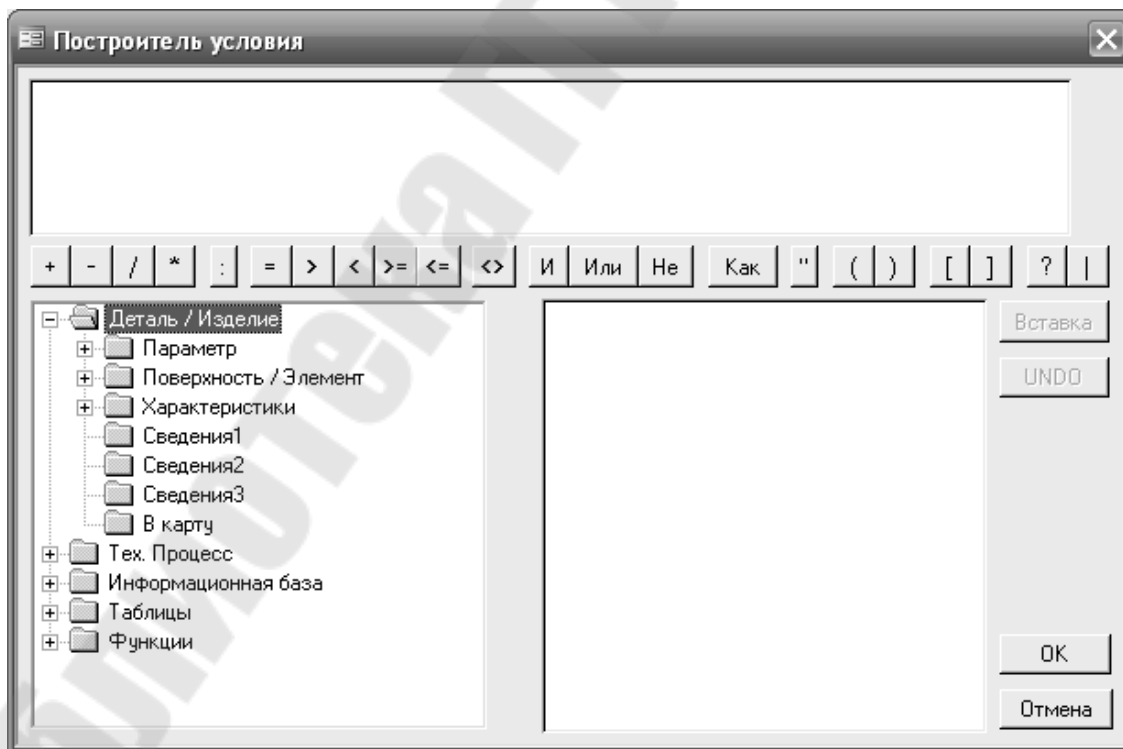 Построитель условия
+ - / * : = > < >= <= <> И Или Не Как " ( ) [ ] ? |
Деталь / Изделие
Параметр
Поверхность / Элемент
Характеристики
Сведения1
Сведения2
Сведения3
В карту
Тех. Процесс
Информационная база
Таблицы
Функции
Вставка
UNDO
OK
Отмена